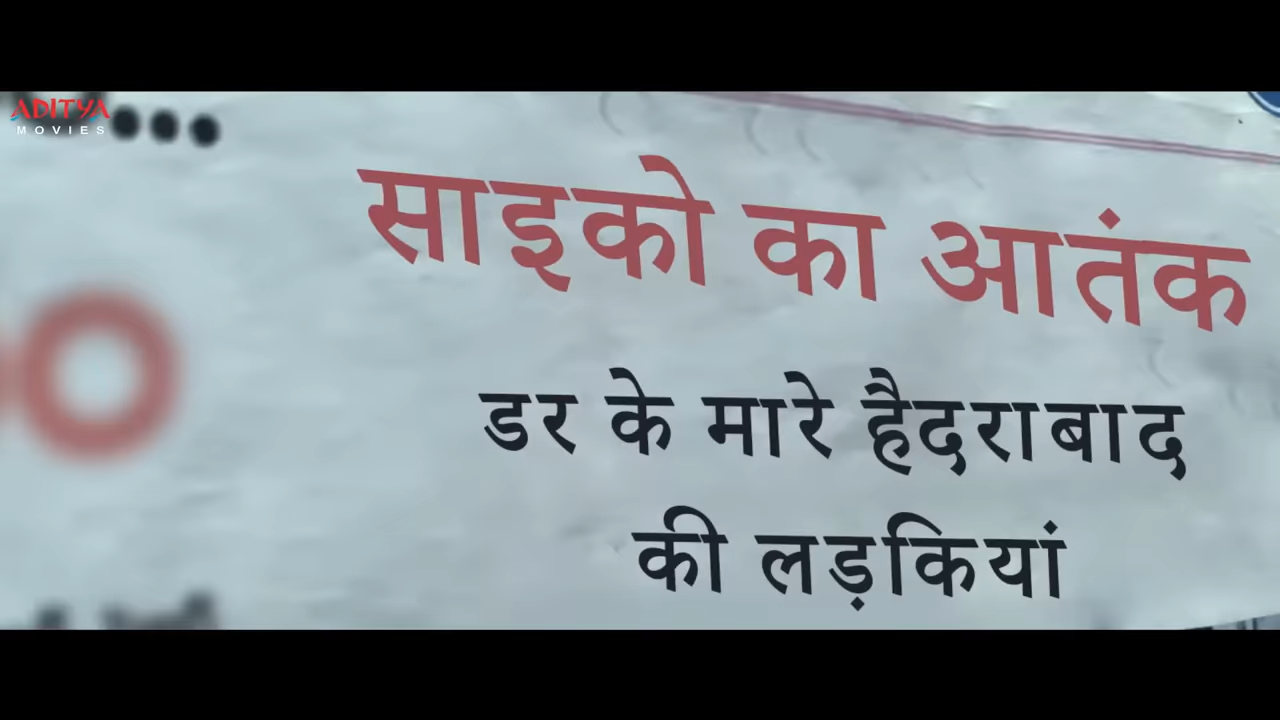 ADITYA
MOVIES
साइको का आतंक
डर के मारे हैदराबाद
की लड़कियां